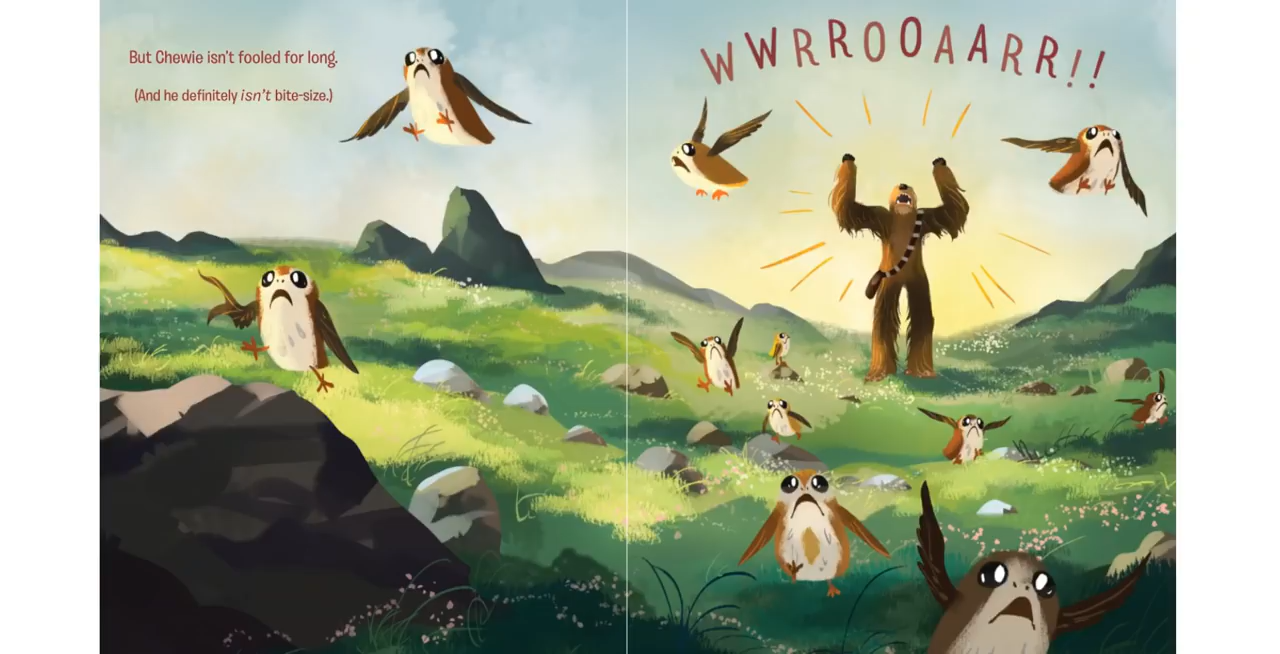 But Chewie isn't fooled for long.
(And he definitely isn't bite-size.)
WWRROOAARR!!